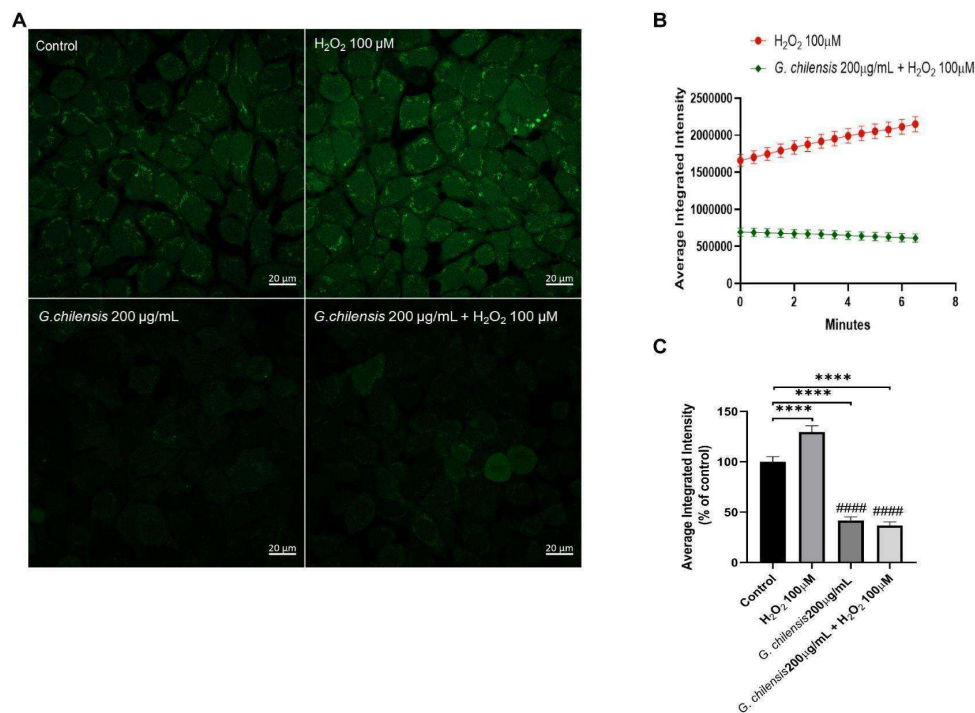 A
Control
H₂O₂ 100 µM
20 µm
20 µm
G.chilensis 200 µg/mL
G.chilensis 200 µg/mL + H₂O₂ 100 µM
20 µm
20 µm
B
H₂O₂ 100µM
G. chilensis 200µg/mL + H₂O₂ 100µM
Average Integrated Intensity
2500000
2000000
1500000
1000000
500000
0
0 2 4 6 8
Minutes
C
****
****
****
Average Integrated Intensity
(% of control)
150
100
50
0
#### ####
Control
H₂O₂ 100µM
G. chilensis200µg/mL
G. chilensis200µg/mL + H₂O₂ 100µM